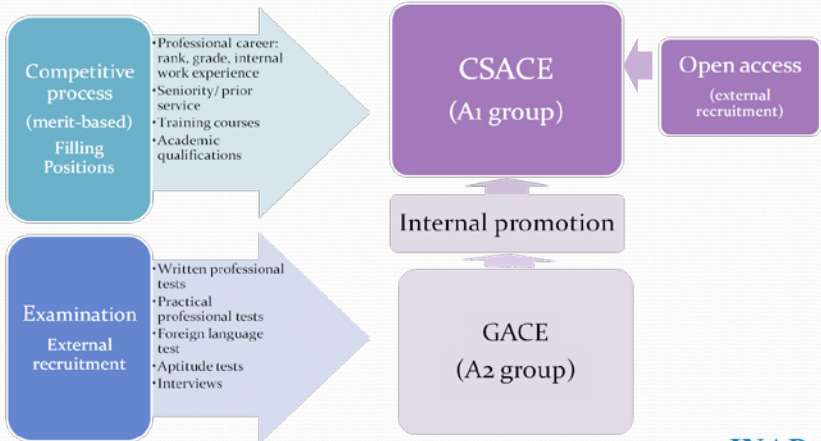 Competitive
process
(merit-based)
Filling
Positions
•Professional career:
rank, grade, internal
work experience
•Seniority/ prior
service
•Training courses
•Academic
qualifications
CSACE
(A1 group)
Open access
(external
recruitment)
Internal promotion
Examination
External
recruitment
•Written professional
tests
•Practical
professional tests
•Foreign language
test
•Aptitude tests
•Interviews
GACE
(A2 group)